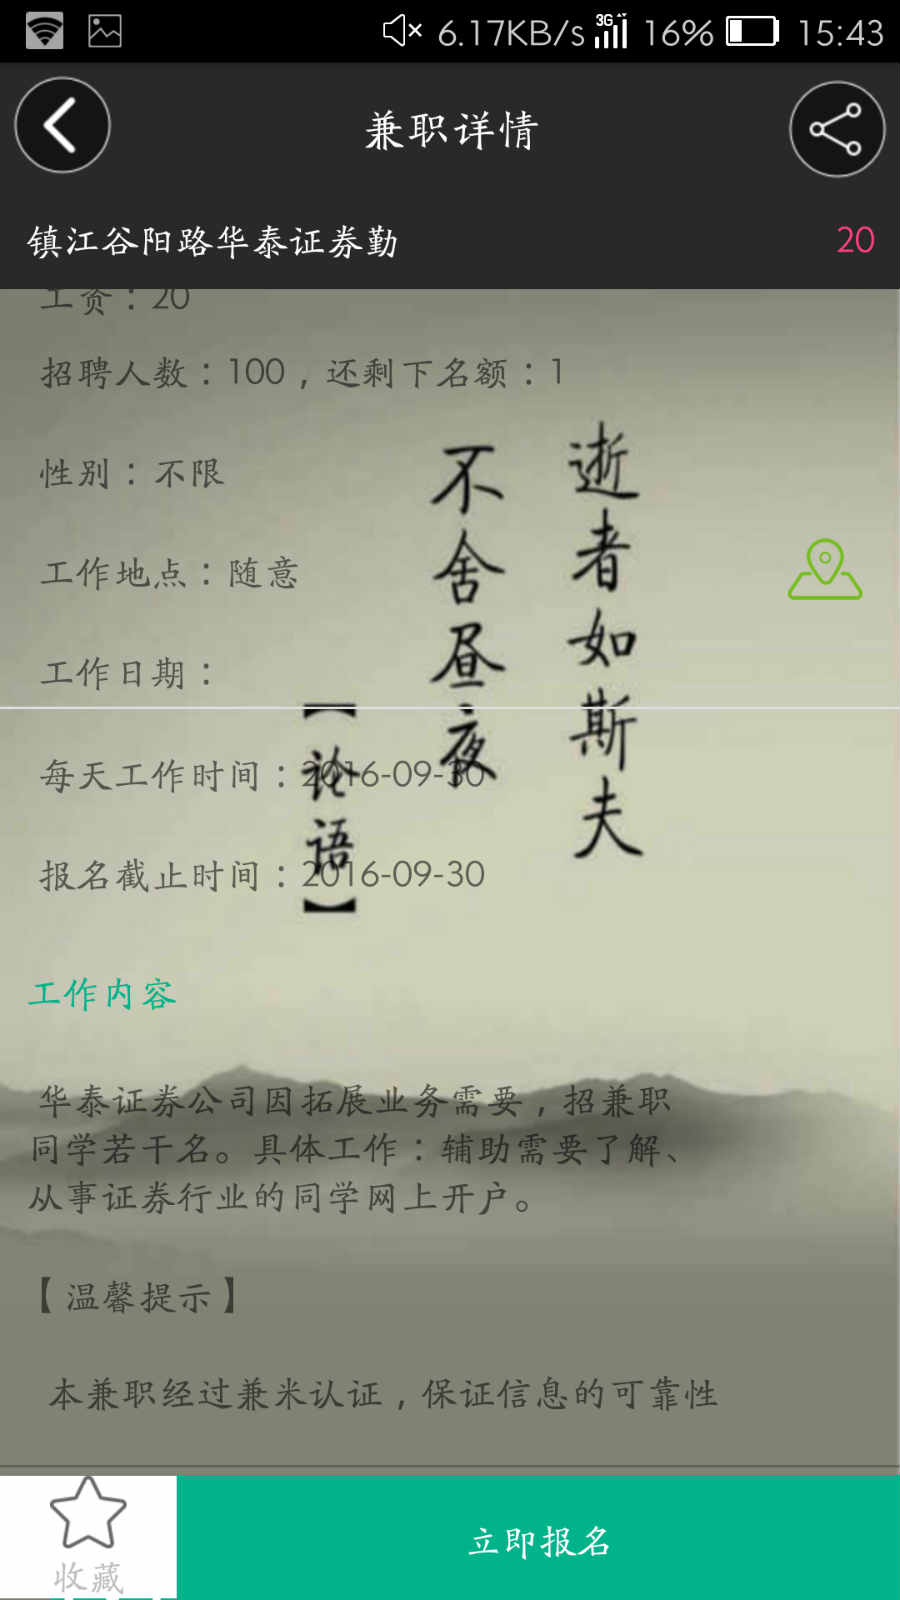 6.17KB/s 3G 16% 15:43
兼职详情
镇江谷阳路华泰证券勤 20
工资：20
招聘人数：100，还剩下名额：1
性别：不限
工作地点：随意
工作日期：
每天工作时间：2016-09-30
报名截止时间：2016-09-30
逝者如斯夫
不舍昼夜
【论语】
工作内容
华泰证券公司因拓展业务需要，招兼职
同学若干名。具体工作：辅助需要了解、
从事证券行业的同学网上开户。
【温馨提示】
本兼职经过兼米认证，保证信息的可靠性
收藏
立即报名